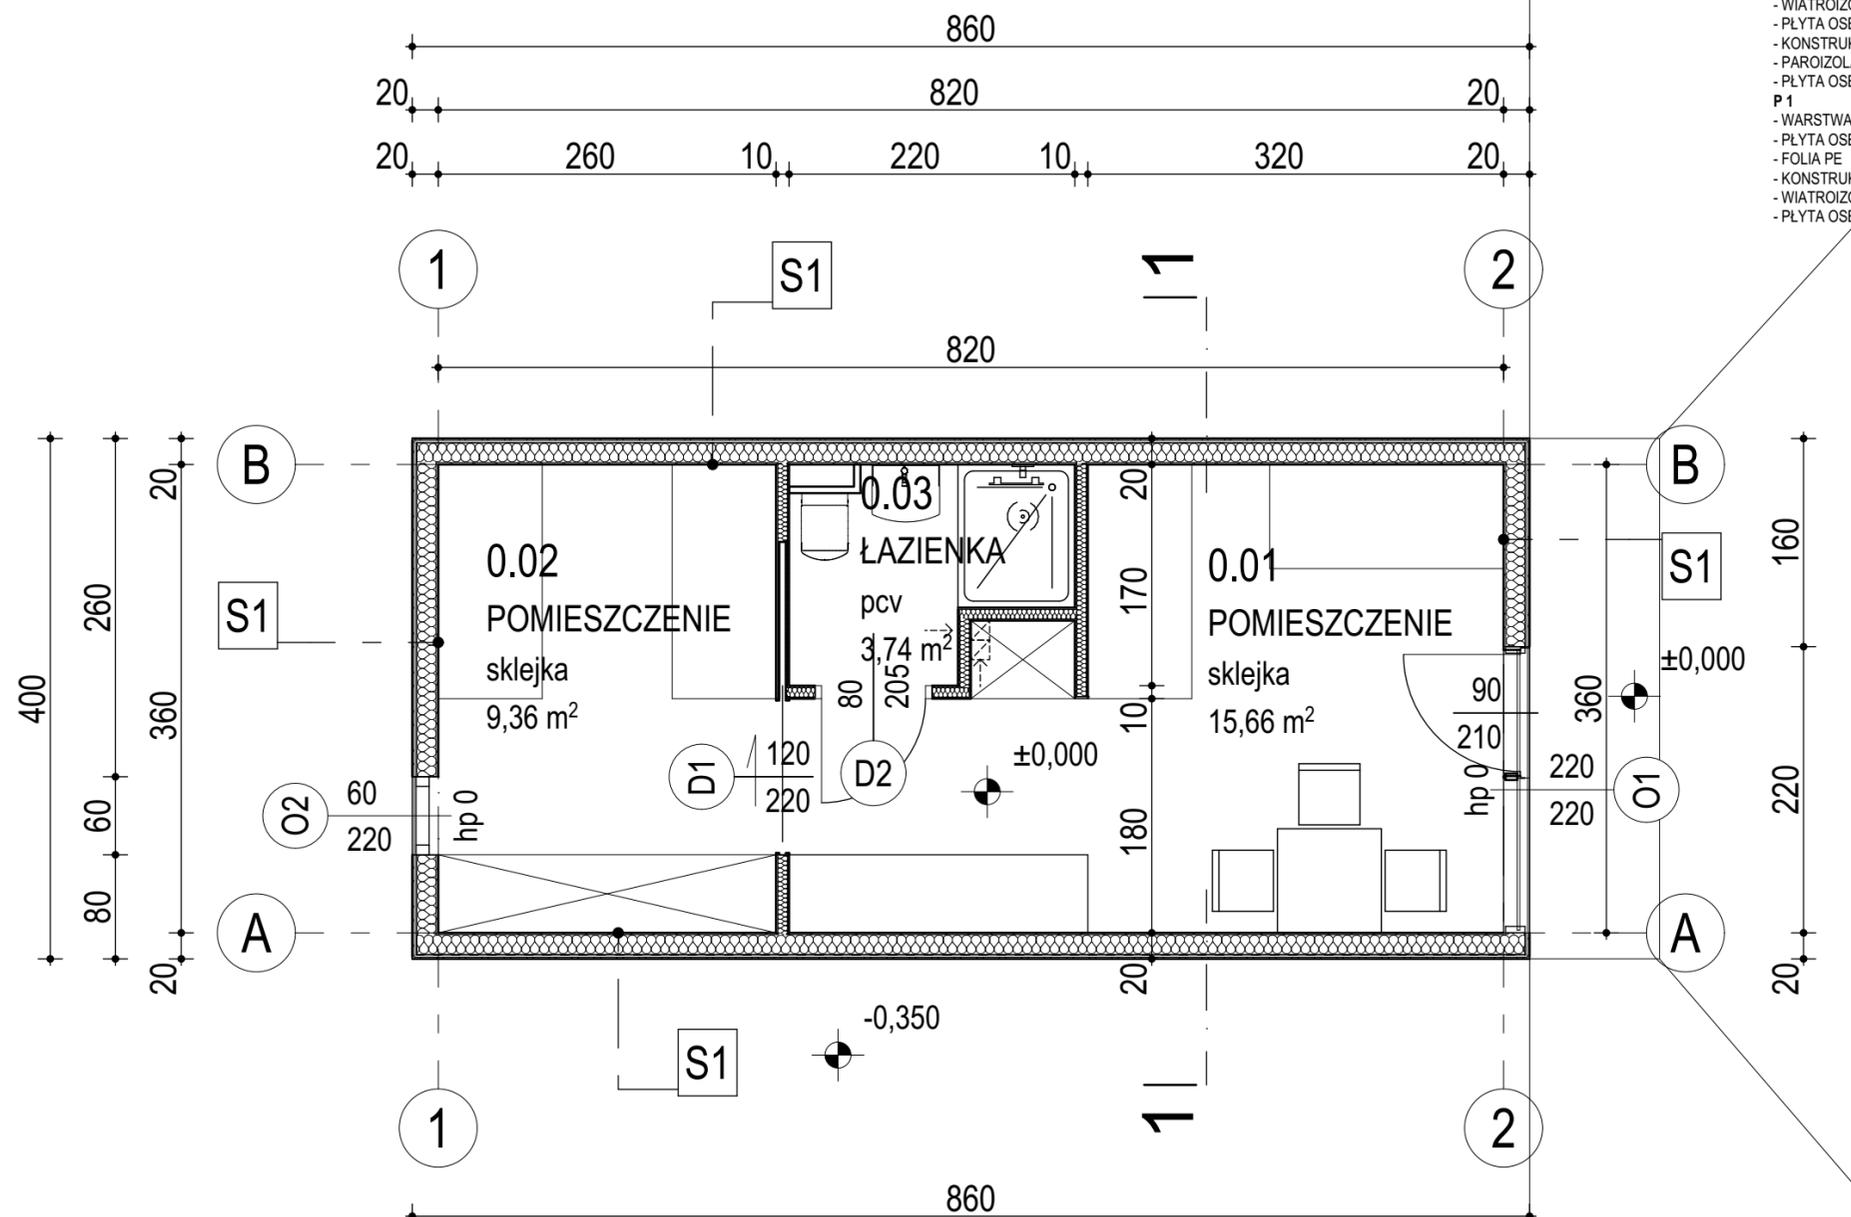 - WIATROIZO
- PŁYTA OSB
- KONSTRUK
- PAROIZOL
- PŁYTA OSB
P 1
- WARSTWA
- PŁYTA OSB
- FOLIA PE
- KONSTRUK
- WIATROIZO
- PŁYTA OSB
860
20 820 20
20 260 10 220 10 320 20
1 S1 1 2
820
B B
20 20
0.03
160
0.02 ŁAZIENKA 0.01 S1
S1 260 170
POMIESZCZENIE pcv POMIESZCZENIE
sklejka 3,74 m² sklejka ±0,000
9,36 m² 80 205 15,66 m² 90
400 360 10 210 360
D1 120 D2 ±0,000
220
O2 60 hp 0 hp 0 220 O1
220 220
60 180 220
80
A A
20 20 20
-0,350
S1
1 1 2
860